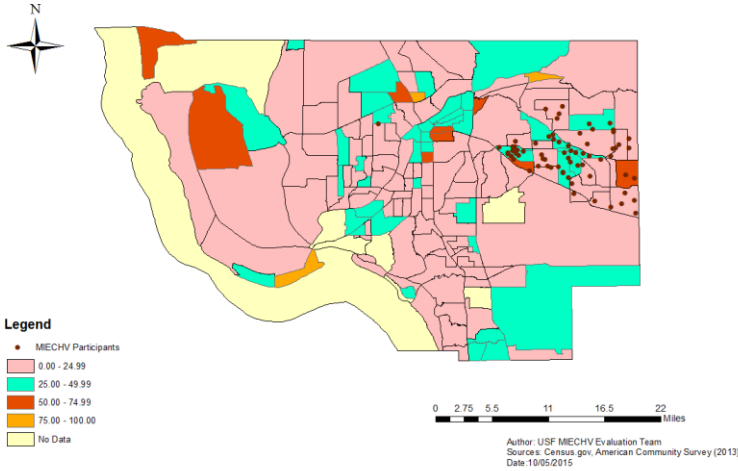 N
Legend
MIECHV Participants
0.00 - 24.99
25.00 - 49.99
50.00 - 74.99
75.00 - 100.00
No Data
0 2.75 5.5 11 16.5 22
Miles
Author: USF MIECHV Evaluation Team
Sources: Census.gov, American Community Survey (2013)
Date:10/05/2015